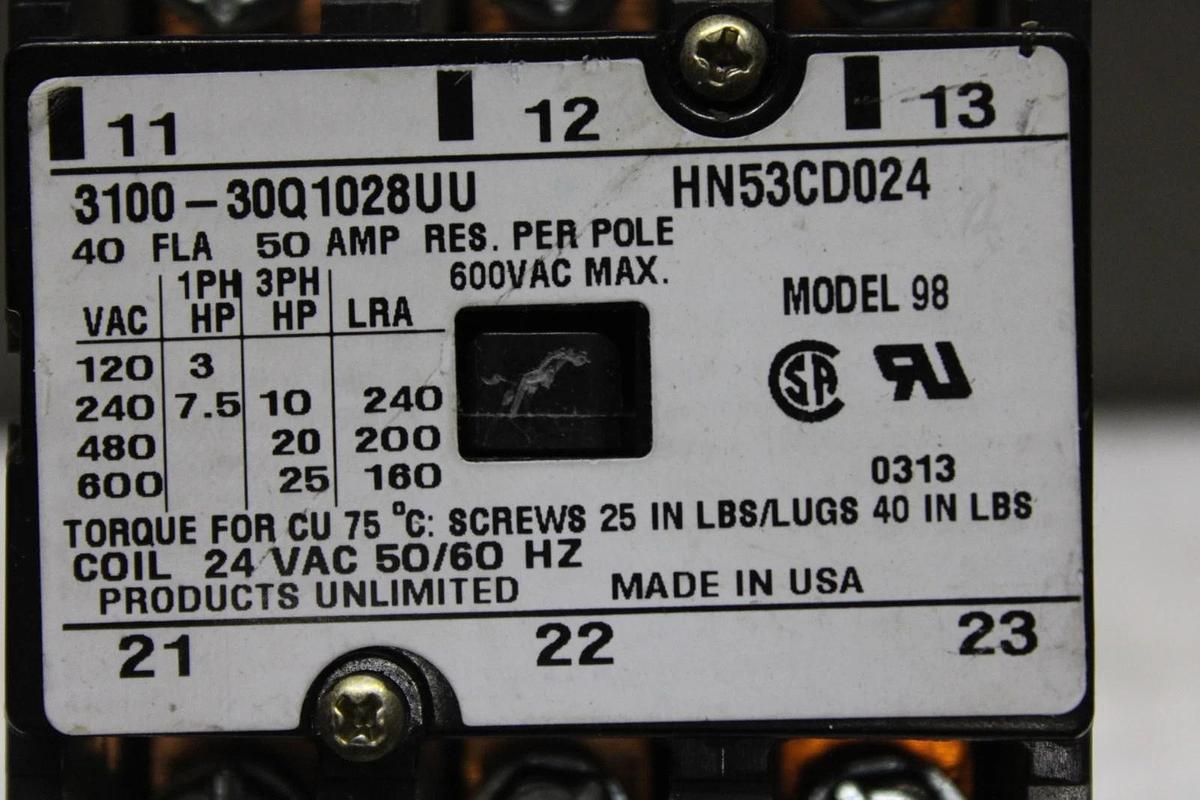 11 12 13
3100-30Q1028UU HN53CD024
40 FLA 50 AMP RES. PER POLE
600VAC MAX.
1PH 3PH
VAC HP HP LRA
MODEL 98
120 3
240 7.5 10 240
480 20 200
600 25 160
SA UR
0313
TORQUE FOR CU 75 °C: SCREWS 25 IN LBS/LUGS 40 IN LBS
COIL 24 VAC 50/60 HZ
PRODUCTS UNLIMITED MADE IN USA
21 22 23